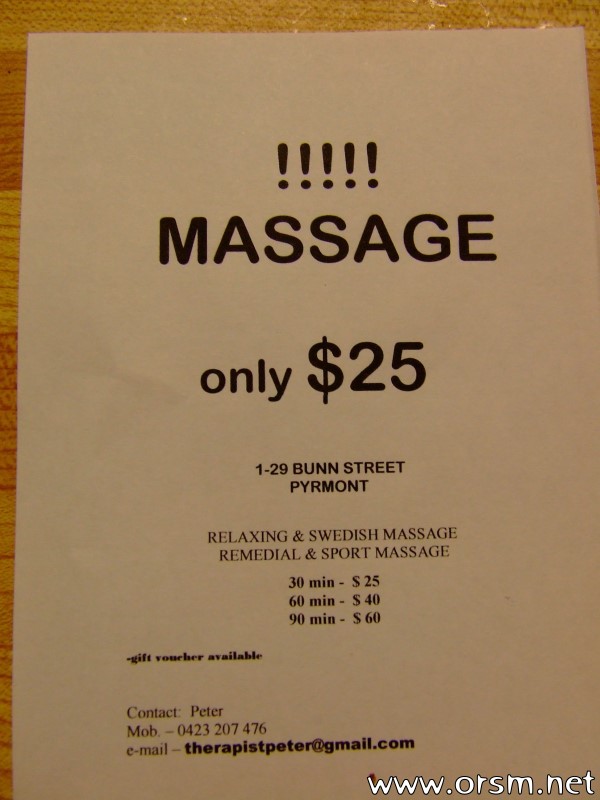 !!!!!
MASSAGE
only $25
1-29 BUNN STREET
PYRMONT
RELAXING & SWEDISH MASSAGE
REMEDIAL & SPORT MASSAGE
30 min - $ 25
60 min - $ 40
90 min - $ 60
-gift voucher available
Contact: Peter
Mob. – 0423 207 476
e-mail – therapistpeter@gmail.com
www.orsm.net